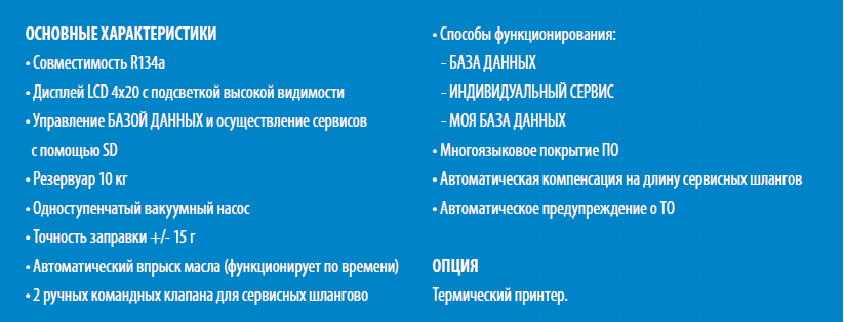 ОСНОВНЫЕ ХАРАКТЕРИСТИКИ
• Совместимость R134a
• Дисплей LCD 4x20 с подсветкой высокой видимости
• Управление БАЗОЙ ДАННЫХ и осуществление сервисов
с помощью SD
• Резервуар 10 кг
• Одноступенчатый вакуумный насос
• Точность заправки +/- 15 г
• Автоматический впрыск масла (функционирует по времени)
• 2 ручных командных клапана для сервисных шлангово
• Способы функционирования:
- БАЗА ДАННЫХ
- ИНДИВИДУАЛЬНЫЙ СЕРВИС
- МОЯ БАЗА ДАННЫХ
• Многоязыковое покрытие ПО
• Автоматическая компенсация на длину сервисных шлангов
• Автоматическое предупреждение о ТО
ОПЦИЯ
Термический принтер.